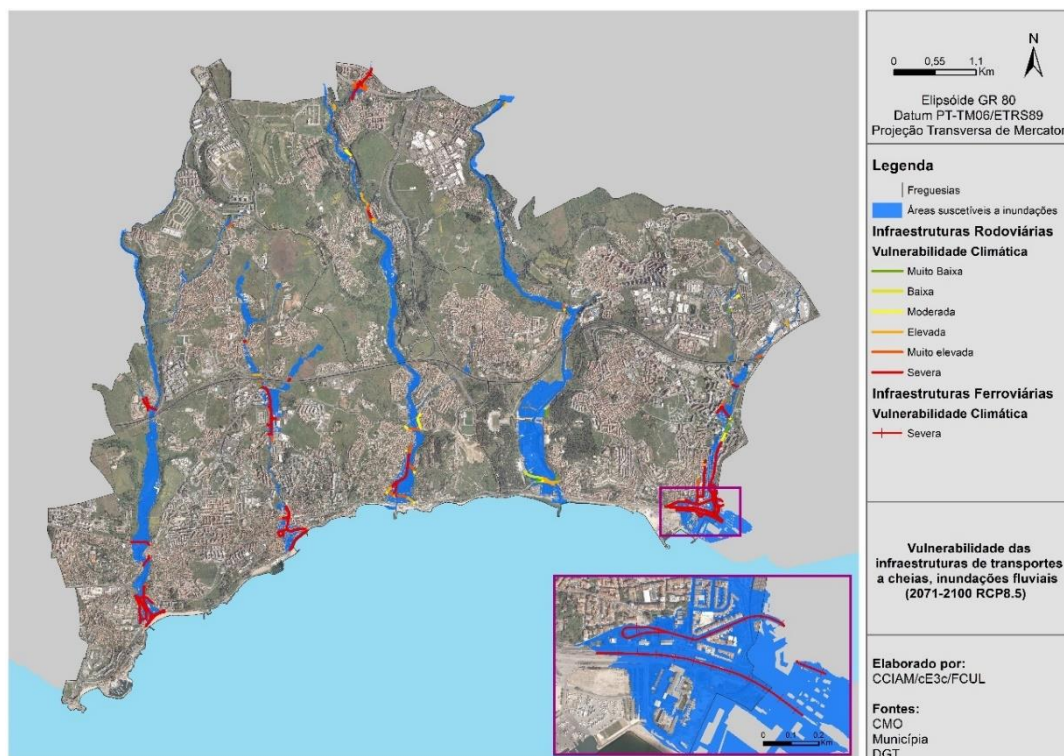 N
0 0,55 1,1
Km
Elipsóide GR 80
Datum PT-TM06/ETRS89
Projeção Transversa de Mercator
Legenda
Freguesias
Áreas suscetíveis a inundações
Infraestruturas Rodoviárias
Vulnerabilidade Climática
Muito Baixa
Baixa
Moderada
Elevada
Muito elevada
Severa
Infraestruturas Ferroviárias
Vulnerabilidade Climática
Severa
Vulnerabilidade das
infraestruturas de transportes
a cheias, inundações fluviais
(2071-2100 RCP8.5)
Elaborado por:
CCIAM/cE3c/FCUL
Fontes:
CMO
Município
DGT
0 0,1 0,2
Km